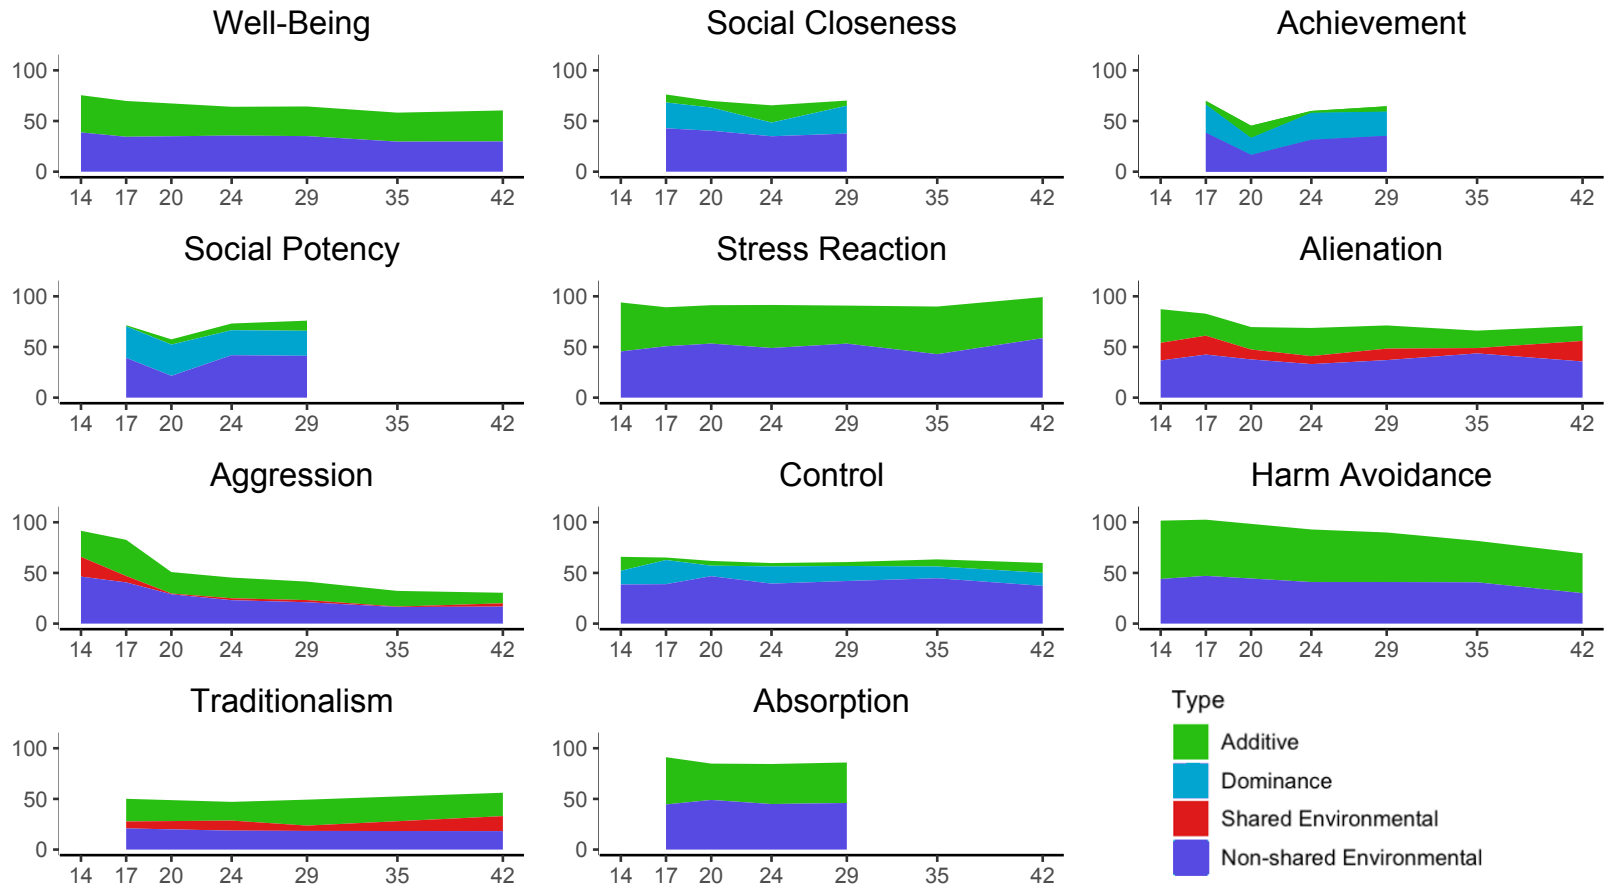 Well-Being
Social Closeness
Achievement
100
50
0
14 17 20 24 29 35 42
100
50
0
14 17 20 24 29 35 42
100
50
0
14 17 20 24 29 35 42
Social Potency
Stress Reaction
Alienation
100
50
0
14 17 20 24 29 35 42
100
50
0
14 17 20 24 29 35 42
100
50
0
14 17 20 24 29 35 42
Aggression
Control
Harm Avoidance
100
50
0
14 17 20 24 29 35 42
100
50
0
14 17 20 24 29 35 42
100
50
0
14 17 20 24 29 35 42
Traditionalism
Absorption
100
50
0
14 17 20 24 29 35 42
100
50
0
14 17 20 24 29 35 42
Type
Additive
Dominance
Shared Environmental
Non-shared Environmental